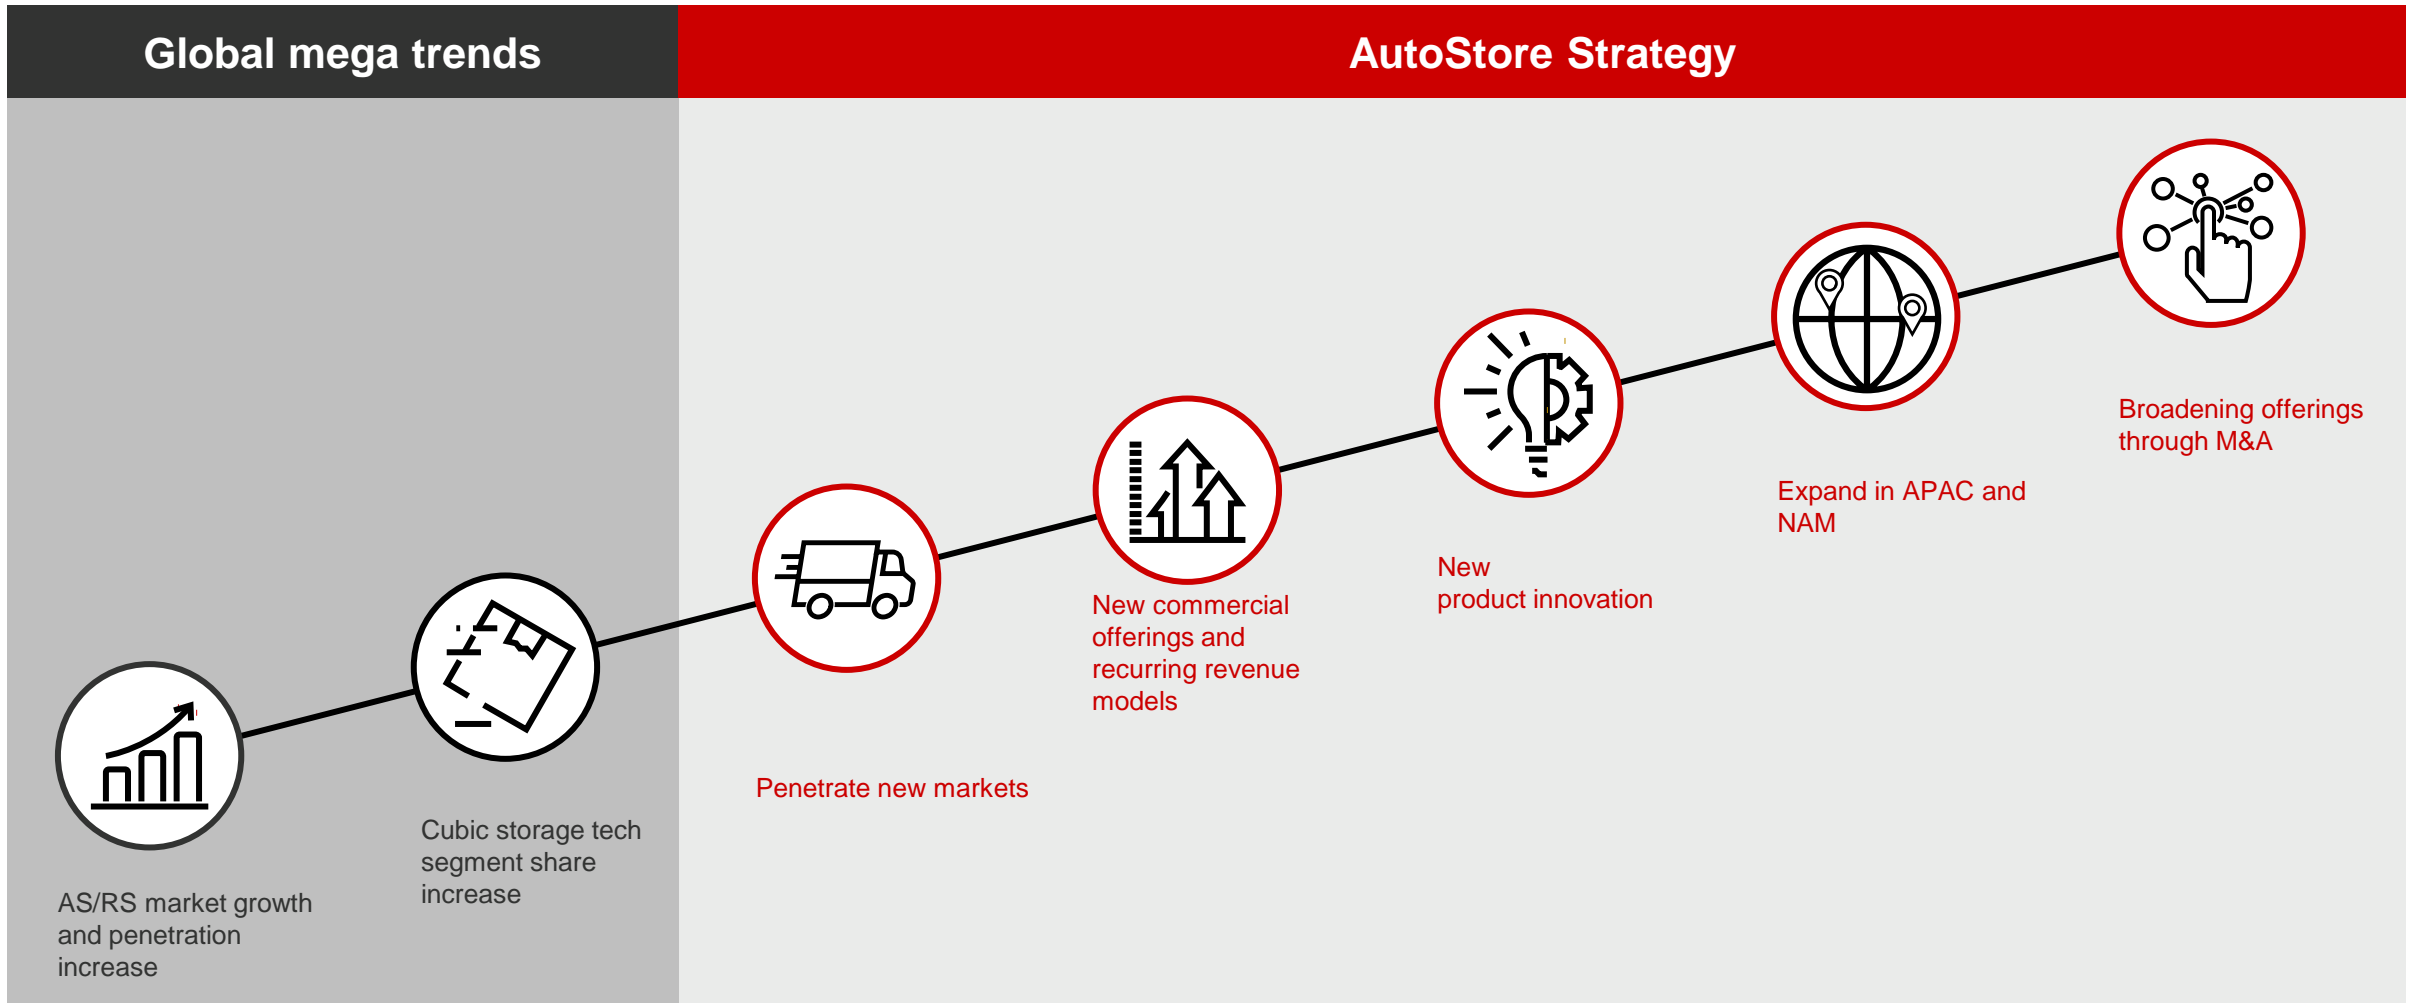 Global mega trends
AutoStore Strategy
AS/RS market growth
and penetration
increase
Cubic storage tech
segment share
increase
Penetrate new markets
New commercial
offerings and
recurring revenue
models
New
product innovation
Expand in APAC and
NAM
Broadening offerings
through M&A